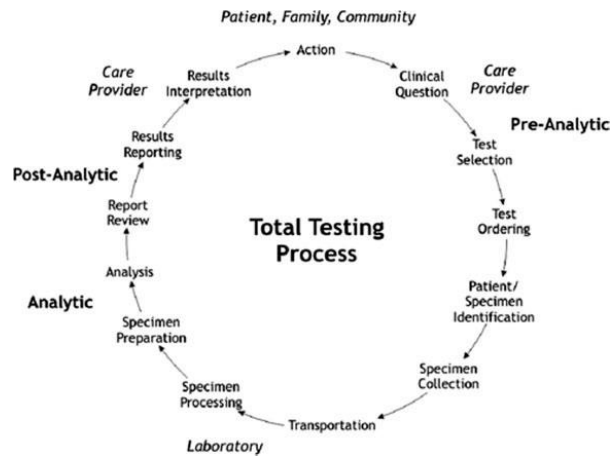 Patient, Family, Community
Action
Care
Provider
Results
Interpretation
Clinical
Question
Care
Provider
Pre-Analytic
Results
Reporting
Test
Selection
Post-Analytic
Report
Review
Total Testing
Process
Test
Ordering
Analysis
Patient/
Specimen
Identification
Analytic
Specimen
Preparation
Specimen
Collection
Specimen
Processing
Transportation
Laboratory